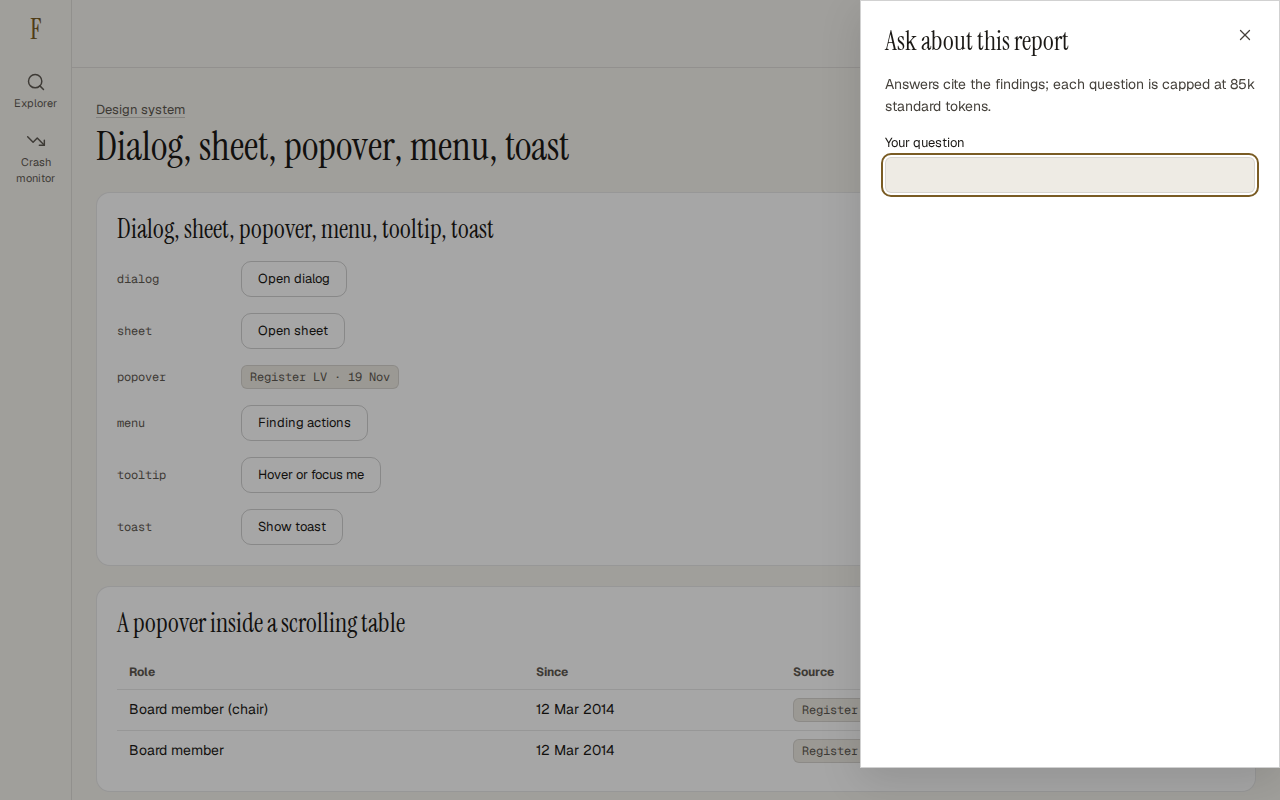 F
Explorer
Crash
monitor
Design system
Dialog, sheet, popover, menu, toast
Dialog, sheet, popover, menu, tooltip, toast
dialog
Open dialog
sheet
Open sheet
popover
Register LV · 19 Nov
menu
Finding actions
tooltip
Hover or focus me
toast
Show toast
A popover inside a scrolling table
Role Since Source
Board member (chair) 12 Mar 2014 Register
Board member 12 Mar 2014 Register
Ask about this report
Answers cite the findings; each question is capped at 85k
standard tokens.
Your question